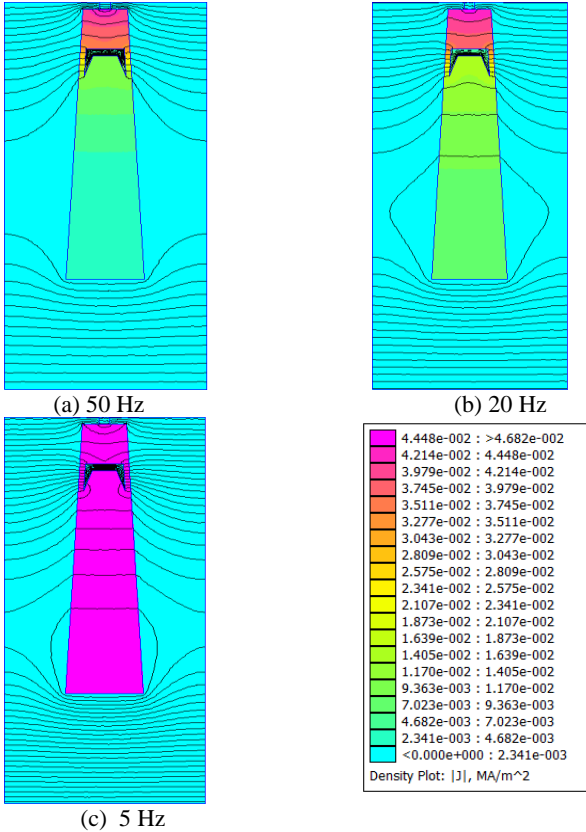 (a) 50 Hz
(b) 20 Hz
(c) 5 Hz
4.448e-002 : >4.682e-002
4.214e-002 : 4.448e-002
3.979e-002 : 4.214e-002
3.745e-002 : 3.979e-002
3.511e-002 : 3.745e-002
3.277e-002 : 3.511e-002
3.043e-002 : 3.277e-002
2.809e-002 : 3.043e-002
2.575e-002 : 2.809e-002
2.341e-002 : 2.575e-002
2.107e-002 : 2.341e-002
1.873e-002 : 2.107e-002
1.639e-002 : 1.873e-002
1.405e-002 : 1.639e-002
1.170e-002 : 1.405e-002
9.363e-003 : 1.170e-002
7.023e-003 : 9.363e-003
4.682e-003 : 7.023e-003
2.341e-003 : 4.682e-003
<0.000e+000 : 2.341e-003
Density Plot: |J|, MA/m^2